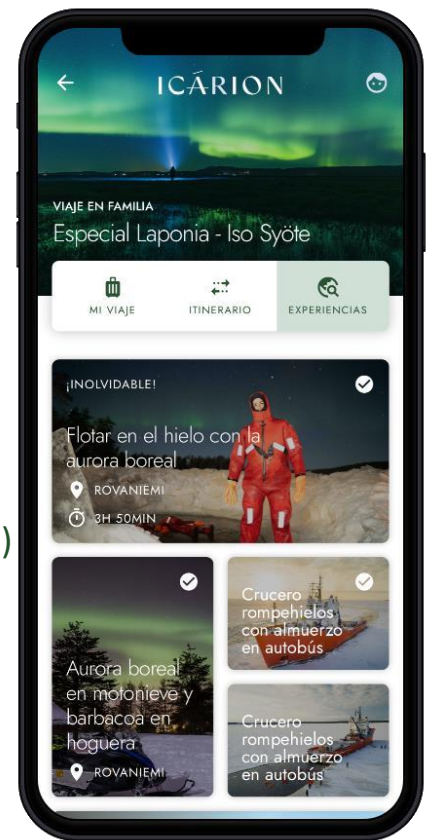 ICÁRION
VIAJE EN FAMILIA
Especial Laponia - Iso Syöte
MI VIAJE
ITINERARIO
EXPERIENCIAS
¡INOLVIDABLE!
Flotar en el hielo con la
aurora boreal
ROVANIEMI
3H 50MIN
)
Aurora boreal
en motonieve y
barbacoa en
hoguera
ROVANIEMI
Crucero
rompehielos
con almuerzo
en autobús
Crucero
rompehielos
con almuerzo
en autobús